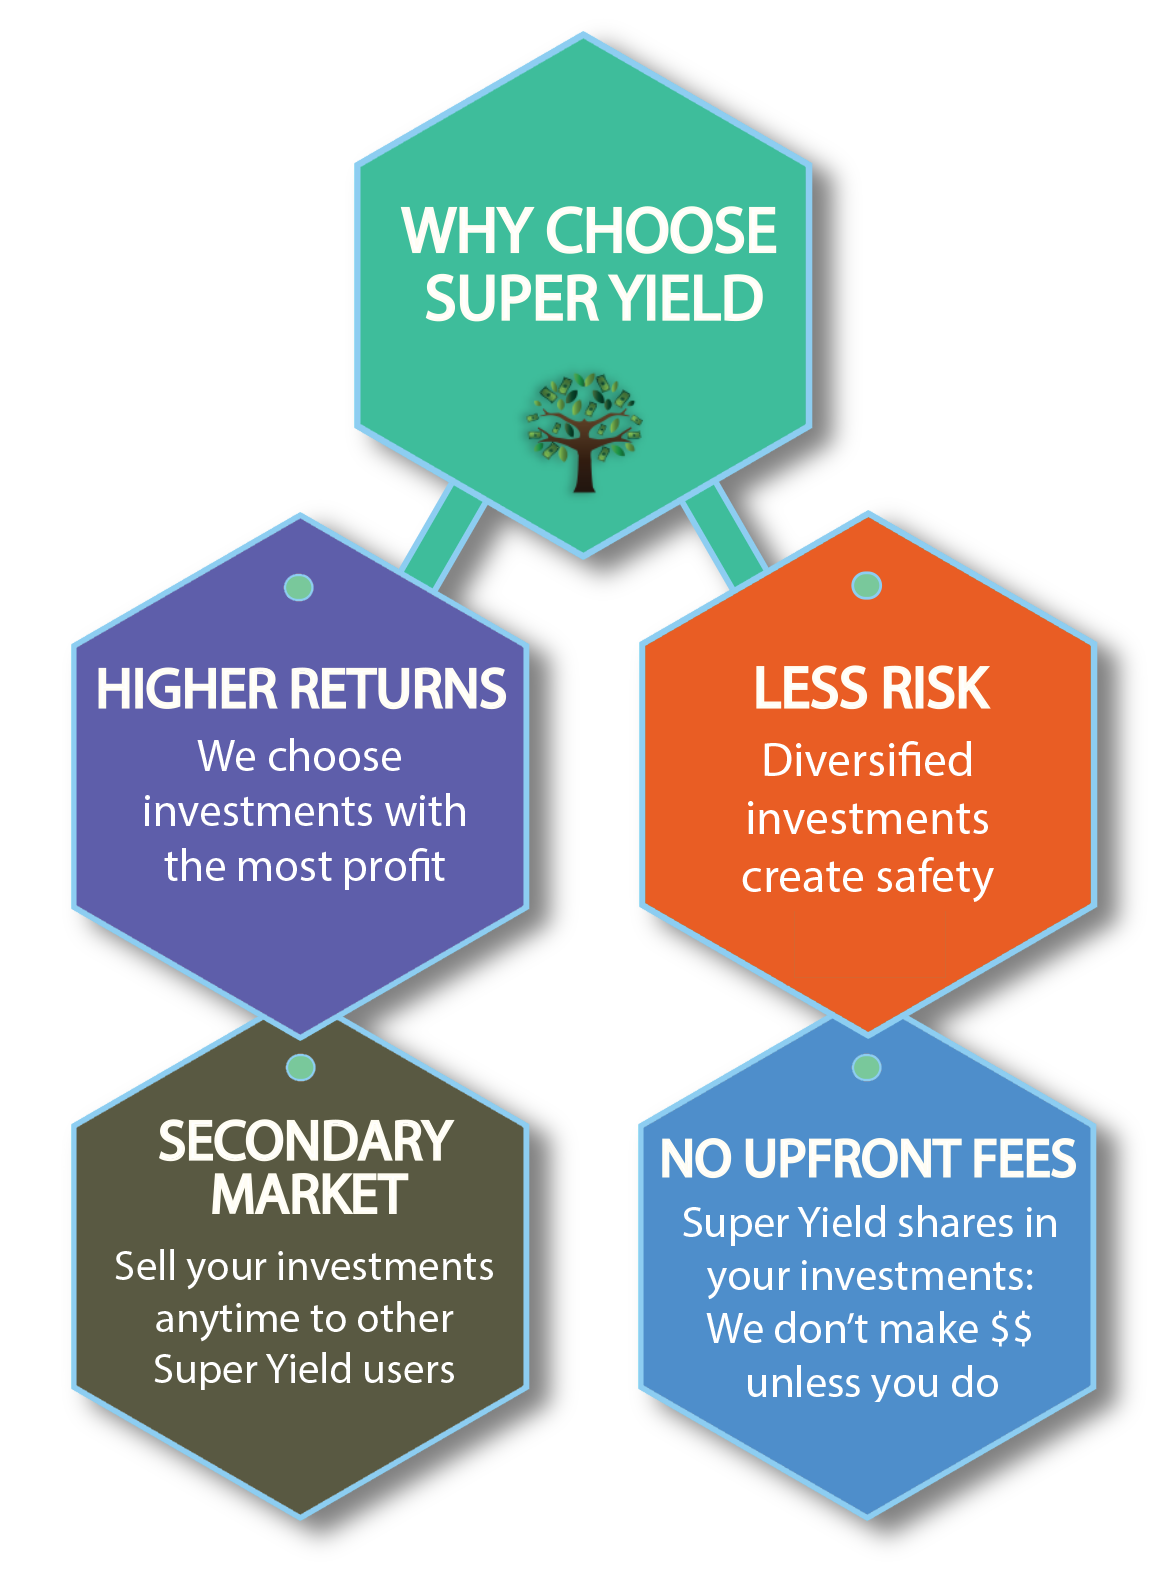 WHY CHOOSE
SUPER YIELD
HIGHER RETURNS
We choose
investments with
the most profit
LESS RISK
Diversified
investments
create safety
SECONDARY
MARKET
Sell your investments
anytime to other
Super Yield users
NO UPFRONT FEES
Super Yield shares in
your investments:
We don’t make $$
unless you do